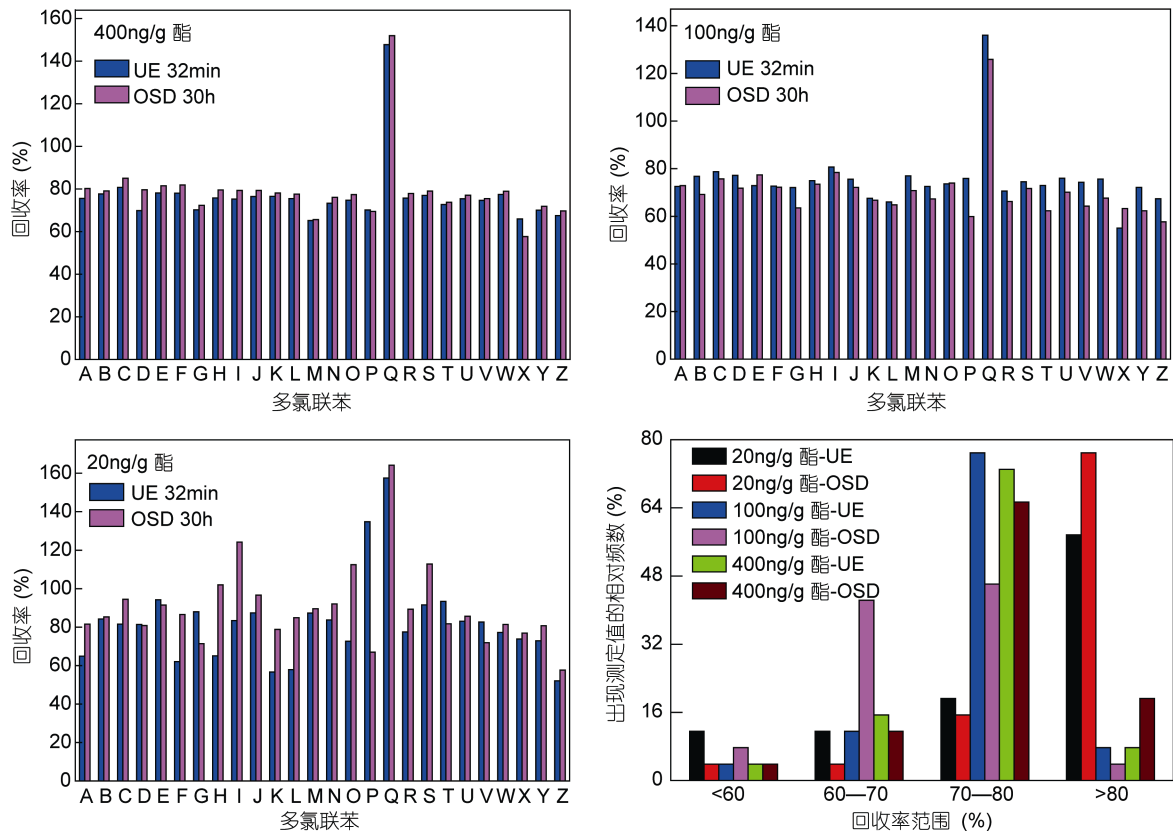 160
140
120
100
80
60
40
20
0
回收率 (%)
400ng/g 酯
UE 32min
OSD 30h
A B C D E F G H I J K L M N O P Q R S T U V W X Y Z
多氯联苯
140
120
100
80
60
40
20
0
回收率 (%)
100ng/g 酯
UE 32min
OSD 30h
A B C D E F G H I J K L M N O P Q R S T U V W X Y Z
多氯联苯
160
140
120
100
80
60
40
20
0
回收率 (%)
20ng/g 酯
UE 32min
OSD 30h
A B C D E F G H I J K L M N O P Q R S T U V W X Y Z
多氯联苯
80
64
48
32
16
0
出现测定值的相对频数 (%)
20ng/g 酯-UE
20ng/g 酯-OSD
100ng/g 酯-UE
100ng/g 酯-OSD
400ng/g 酯-UE
400ng/g 酯-OSD
<60 60—70 70—80 >80
回收率范围 (%)